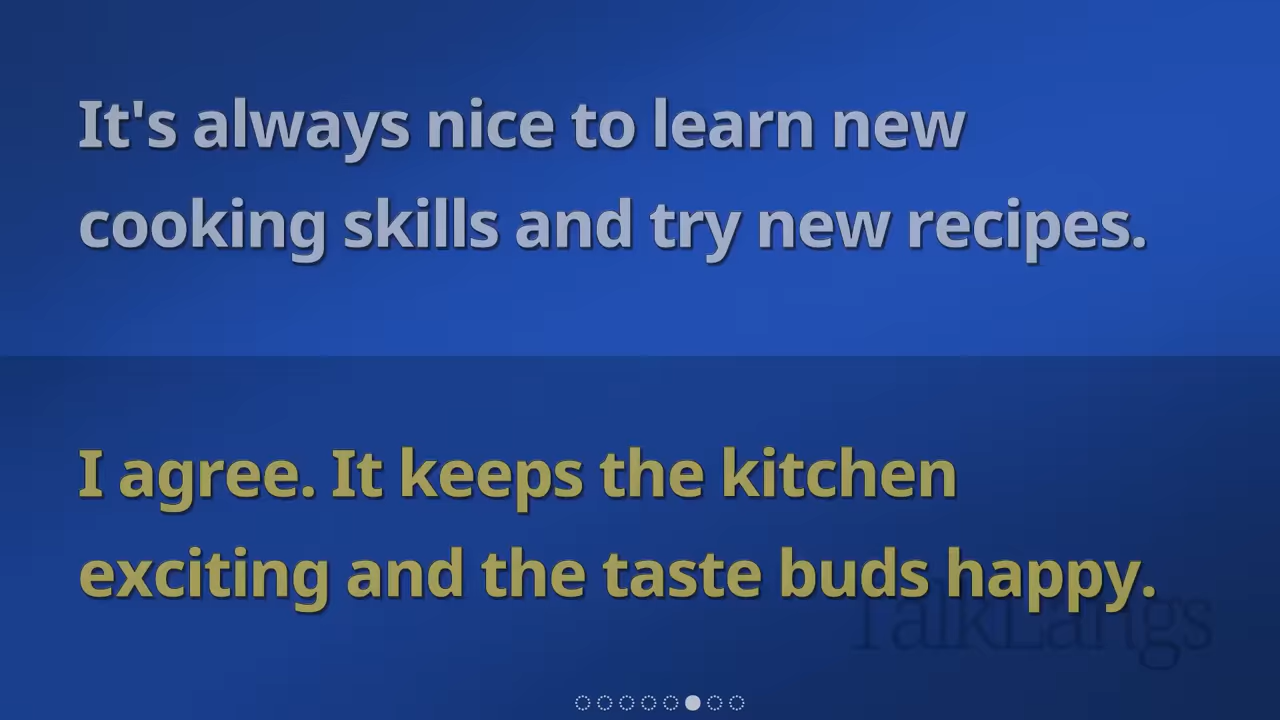 It's always nice to learn new
cooking skills and try new recipes.
I agree. It keeps the kitchen
exciting and the taste buds happy.
TalkLangs